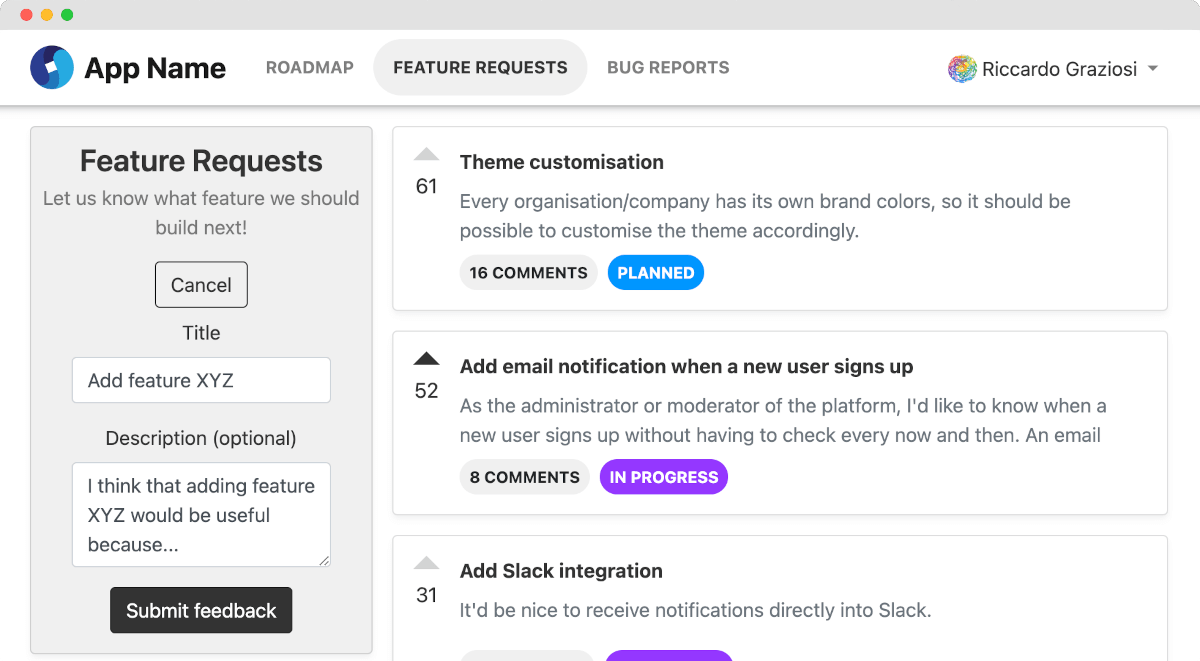 App Name
ROADMAP
FEATURE REQUESTS
BUG REPORTS
Riccardo Graziosi
Feature Requests
Let us know what feature we should
build next!
Cancel
Title
Add feature XYZ
Description (optional)
I think that adding feature
XYZ would be useful
because...
Submit feedback
61
Theme customisation
Every organisation/company has its own brand colors, so it should be
possible to customise the theme accordingly.
16 COMMENTS
PLANNED
52
Add email notification when a new user signs up
As the administrator or moderator of the platform, I'd like to know when a
new user signs up without having to check every now and then. An email
8 COMMENTS
IN PROGRESS
31
Add Slack integration
It'd be nice to receive notifications directly into Slack.